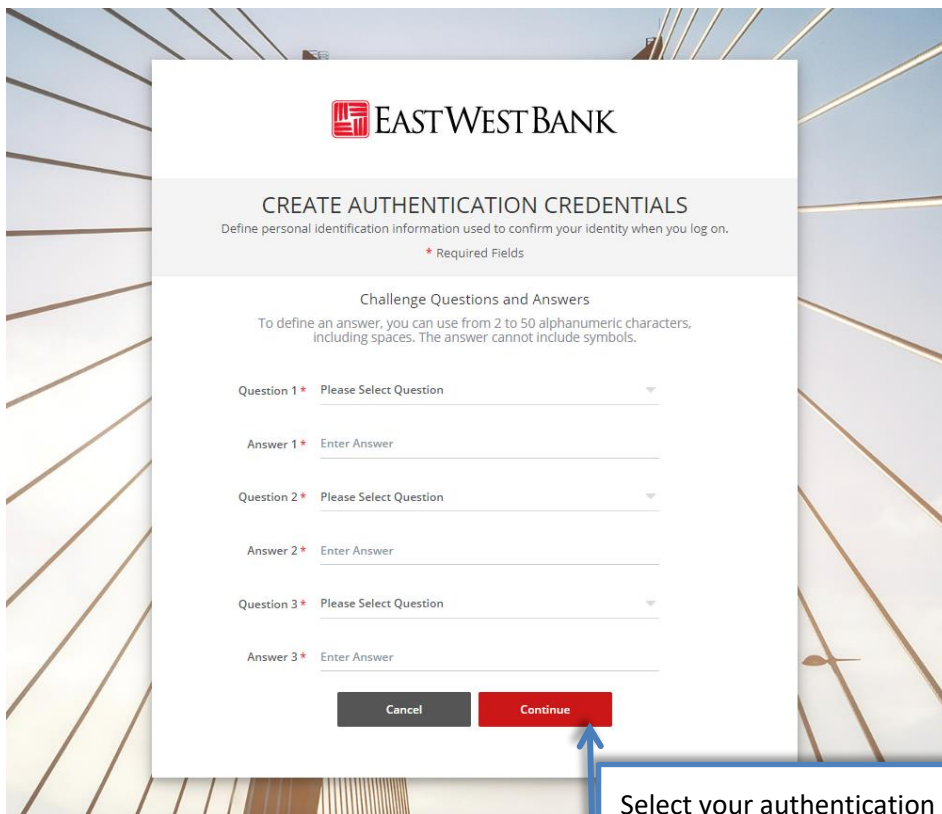 EAST WEST BANK
CREATE AUTHENTICATION CREDENTIALS
Define personal identification information used to confirm your identity when you log on.
* Required Fields
Challenge Questions and Answers
To define an answer, you can use from 2 to 50 alphanumeric characters,
including spaces. The answer cannot include symbols.
Question 1 * Please Select Question
Answer 1 * Enter Answer
Question 2 * Please Select Question
Answer 2 * Enter Answer
Question 3 * Please Select Question
Answer 3 * Enter Answer
Cancel Continue
Select your authentication